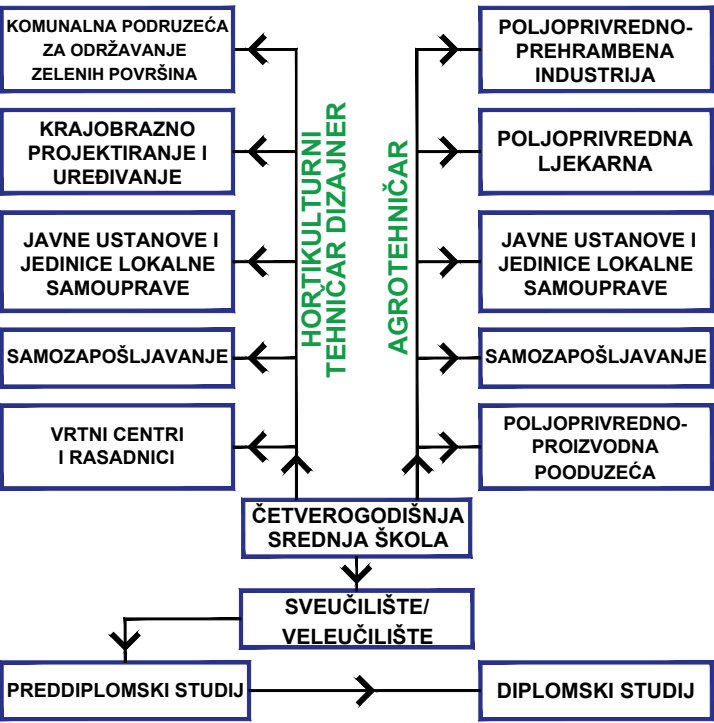 KOMUNALNA PODRUZEĆA
ZA ODRŽAVANJE
ZELENIH POVRŠINA
KRAJOBRAZNO
PROJEKTIRANJE I
UREĐIVANJE
JAVNE USTANOVE I
JEDINICE LOKALNE
SAMOUPRAVE
SAMOZAPOŠLJAVANJE
VRTNI CENTRI
I RASADNICI
HORTIKULTURNI
TEHNIČAR DIZAJNER
AGROTEHNIČAR
POLJOPRIVREDNO-
PREHRAMBENA
INDUSTRIJA
POLJOPRIVREDNA
LJEKARNA
JAVNE USTANOVE I
JEDINICE LOKALNE
SAMOUPRAVE
SAMOZAPOŠLJAVANJE
POLJOPRIVREDNO-
PROIZVODNA
POODUZEĆA
ČETVEROGODIŠNJA
SREDNJA ŠKOLA
SVEUČILIŠTE/
VELEUČILIŠTE
PREDDIPLOMSKI STUDIJ
DIPLOMSKI STUDIJ